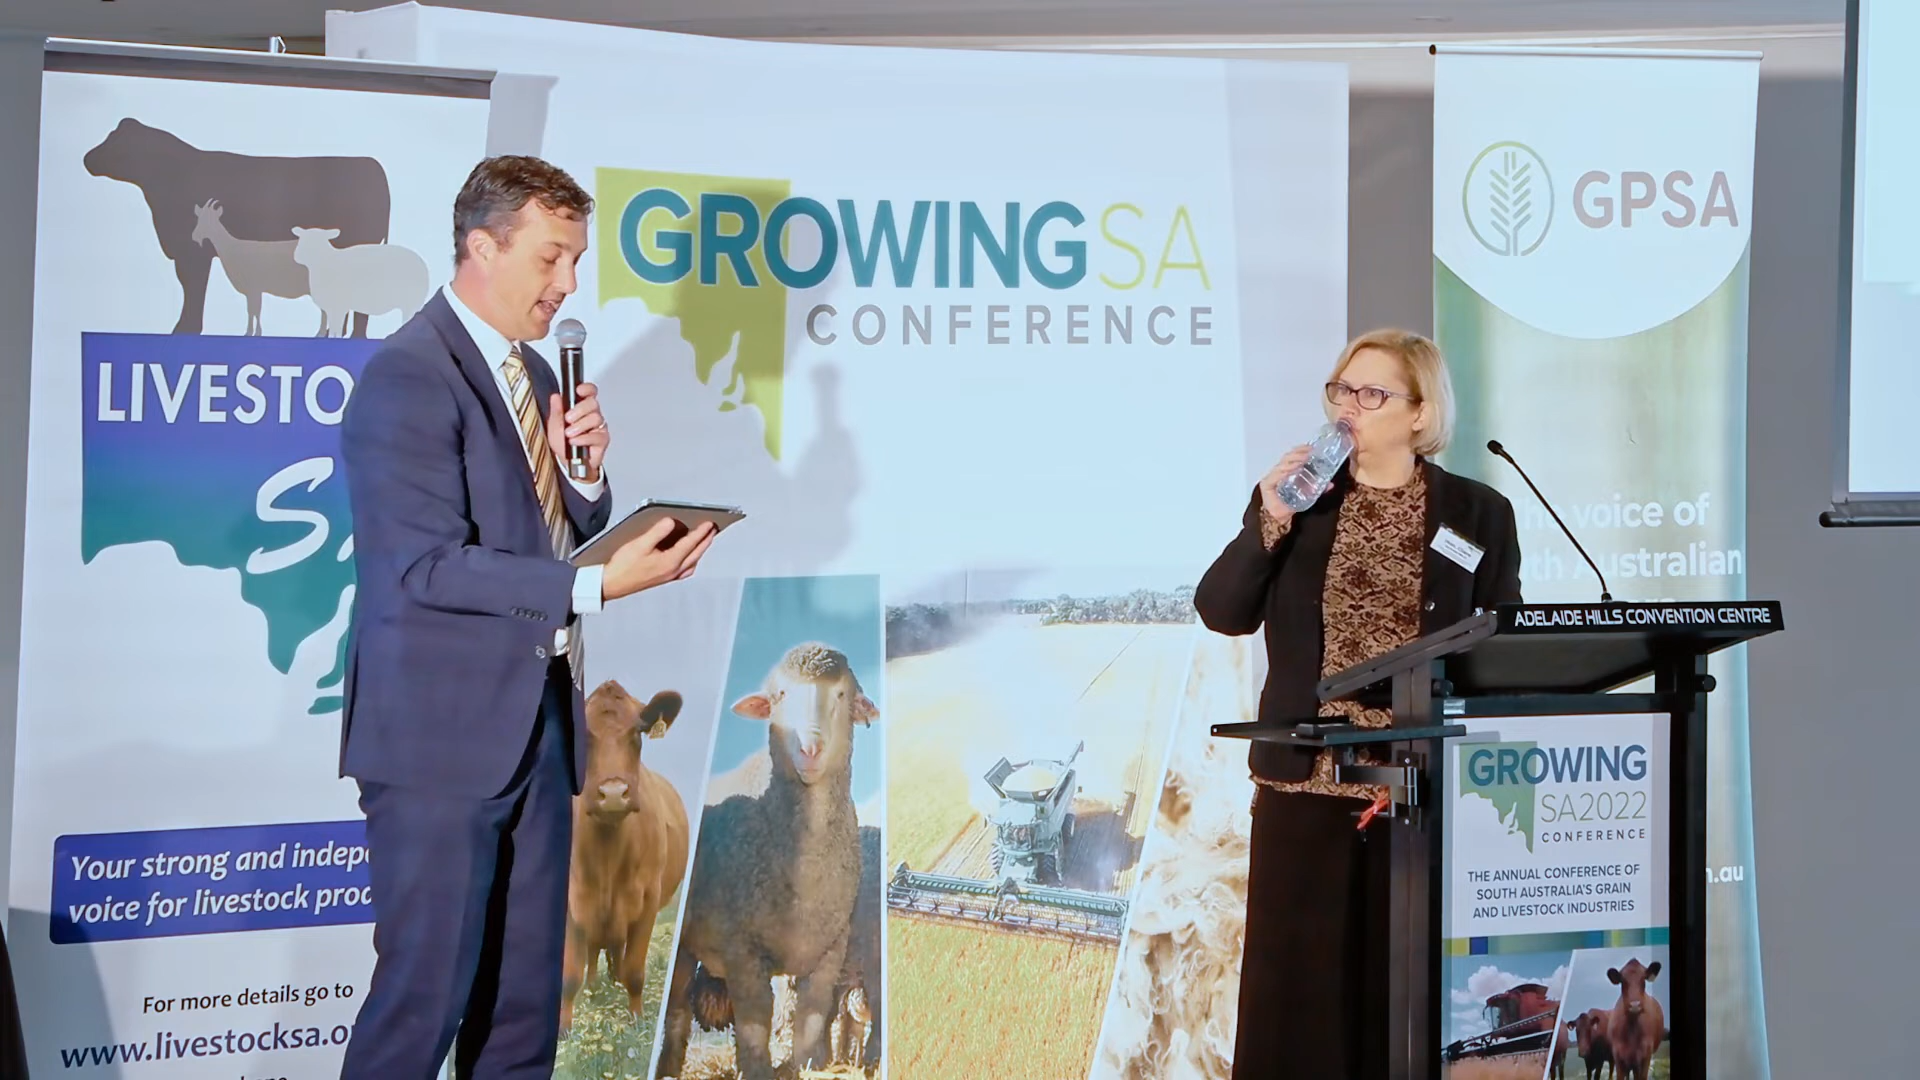 LIVESTO
S
Your strong and indep
voice for livestock proc
For more details go to
www.livestocksa.o
GROWINGSA
CONFERENCE
GPSA
voice of
th Australian
n.au
ADELAIDE HILLS CONVENTION CENTRE
GROWING
SA2022
CONFERENCE
THE ANNUAL CONFERENCE OF
SOUTH AUSTRALIA'S GRAIN
AND LIVESTOCK INDUSTRIES